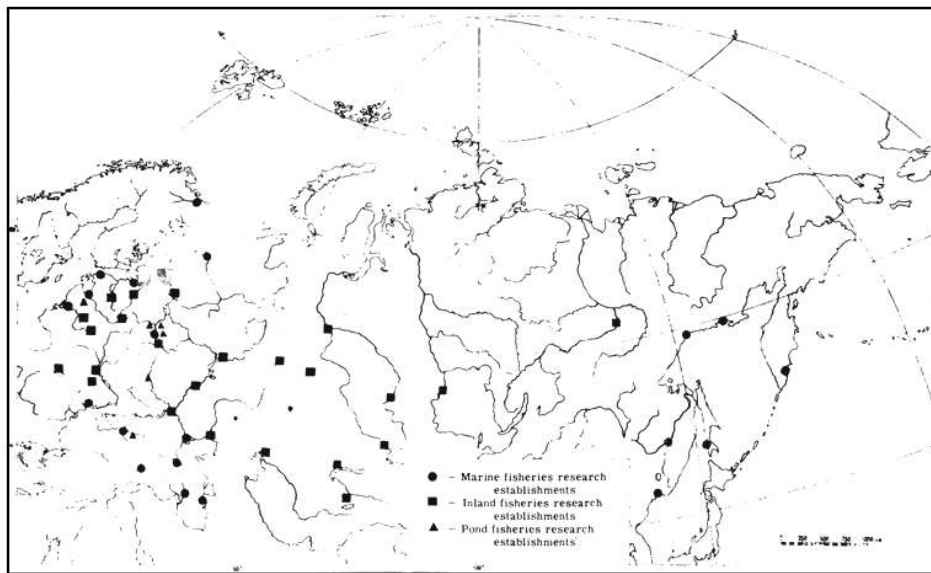 – Marine fisheries research
establishments
– Inland fisheries research
establishments
– Pond fisheries research
establishments